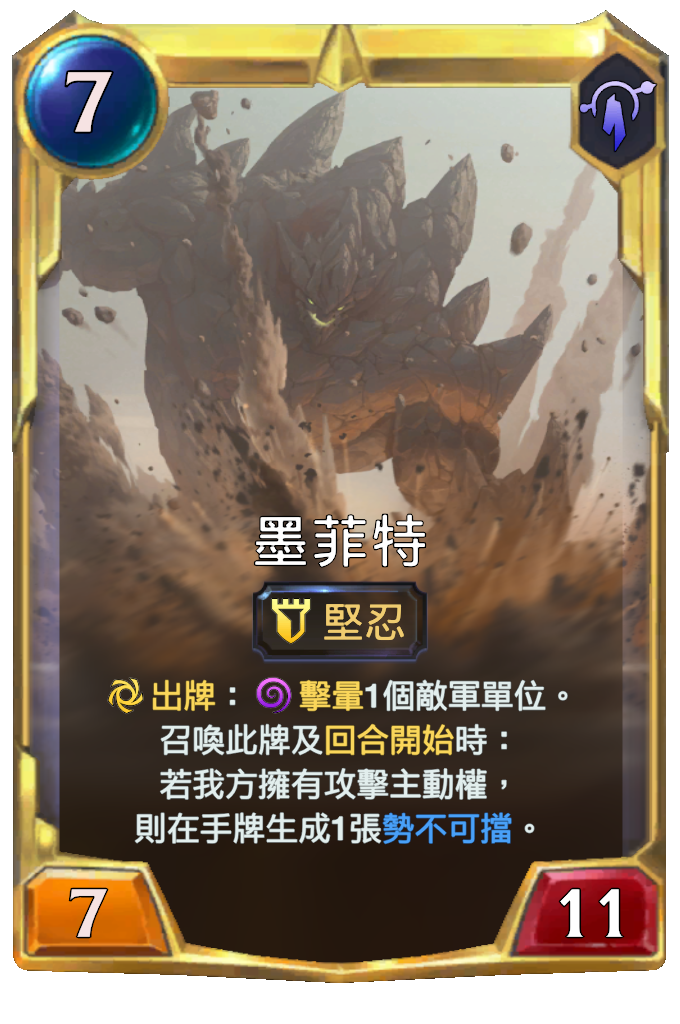 7
墨菲特
堅忍
出牌：擊暈1個敵軍單位。
召喚此牌及回合開始時：
若我方擁有攻擊主動權，
則在手牌生成1張勢不可擋。
7
11